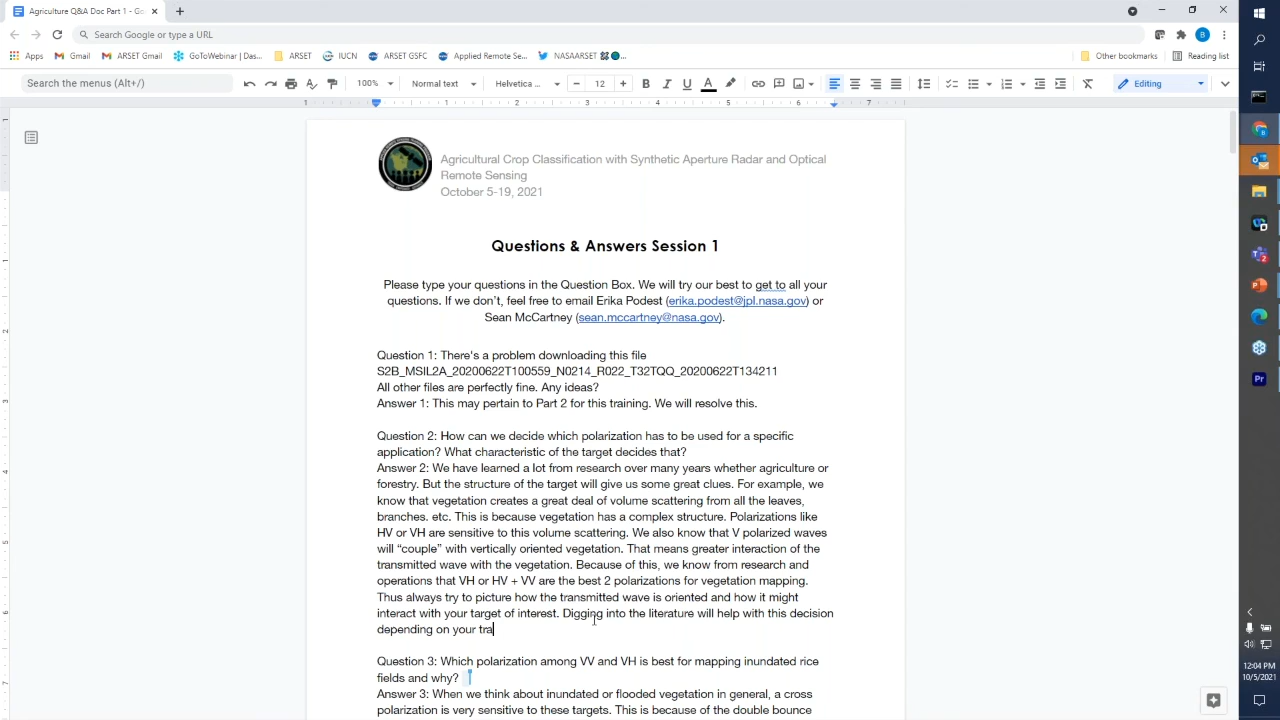 Agriculture Q&A Doc Part 1 - Go
Search Google or type a URL
Apps Gmail ARSET Gmail GoToWebinar | Das... ARSET IUCN ARSET GSFC Applied Remote Se... NASAARSET Other bookmarks Reading list
Search the menus (Alt+/) 100% Normal text Helvetica ... 12 Editing
1 1 2 3 4 5 6 7
Agricultural Crop Classification with Synthetic Aperture Radar and Optical
Remote Sensing
October 5-19, 2021
Questions & Answers Session 1
Please type your questions in the Question Box. We will try our best to get to all your
questions. If we don't, feel free to email Erika Podest (erika.podest@jpl.nasa.gov) or
Sean McCartney (sean.mccartney@nasa.gov).
Question 1: There's a problem downloading this file
S2B_MSIL2A_20200622T100559_N0214_R022_T32TQQ_20200622T134211
All other files are perfectly fine. Any ideas?
Answer 1: This may pertain to Part 2 for this training. We will resolve this.
Question 2: How can we decide which polarization has to be used for a specific
application? What characteristic of the target decides that?
Answer 2: We have learned a lot from research over many years whether agriculture or
forestry. But the structure of the target will give us some great clues. For example, we
know that vegetation creates a great deal of volume scattering from all the leaves,
branches. etc. This is because vegetation has a complex structure. Polarizations like
HV or VH are sensitive to this volume scattering. We also know that V polarized waves
will “couple” with vertically oriented vegetation. That means greater interaction of the
transmitted wave with the vegetation. Because of this, we know from research and
operations that VH or HV + VV are the best 2 polarizations for vegetation mapping.
Thus always try to picture how the transmitted wave is oriented and how it might
interact with your target of interest. Digging into the literature will help with this decision
depending on your tra
Question 3: Which polarization among VV and VH is best for mapping inundated rice
fields and why?
Answer 3: When we think about inundated or flooded vegetation in general, a cross
polarization is very sensitive to these targets. This is because of the double bounce
12:04 PM
10/5/2021